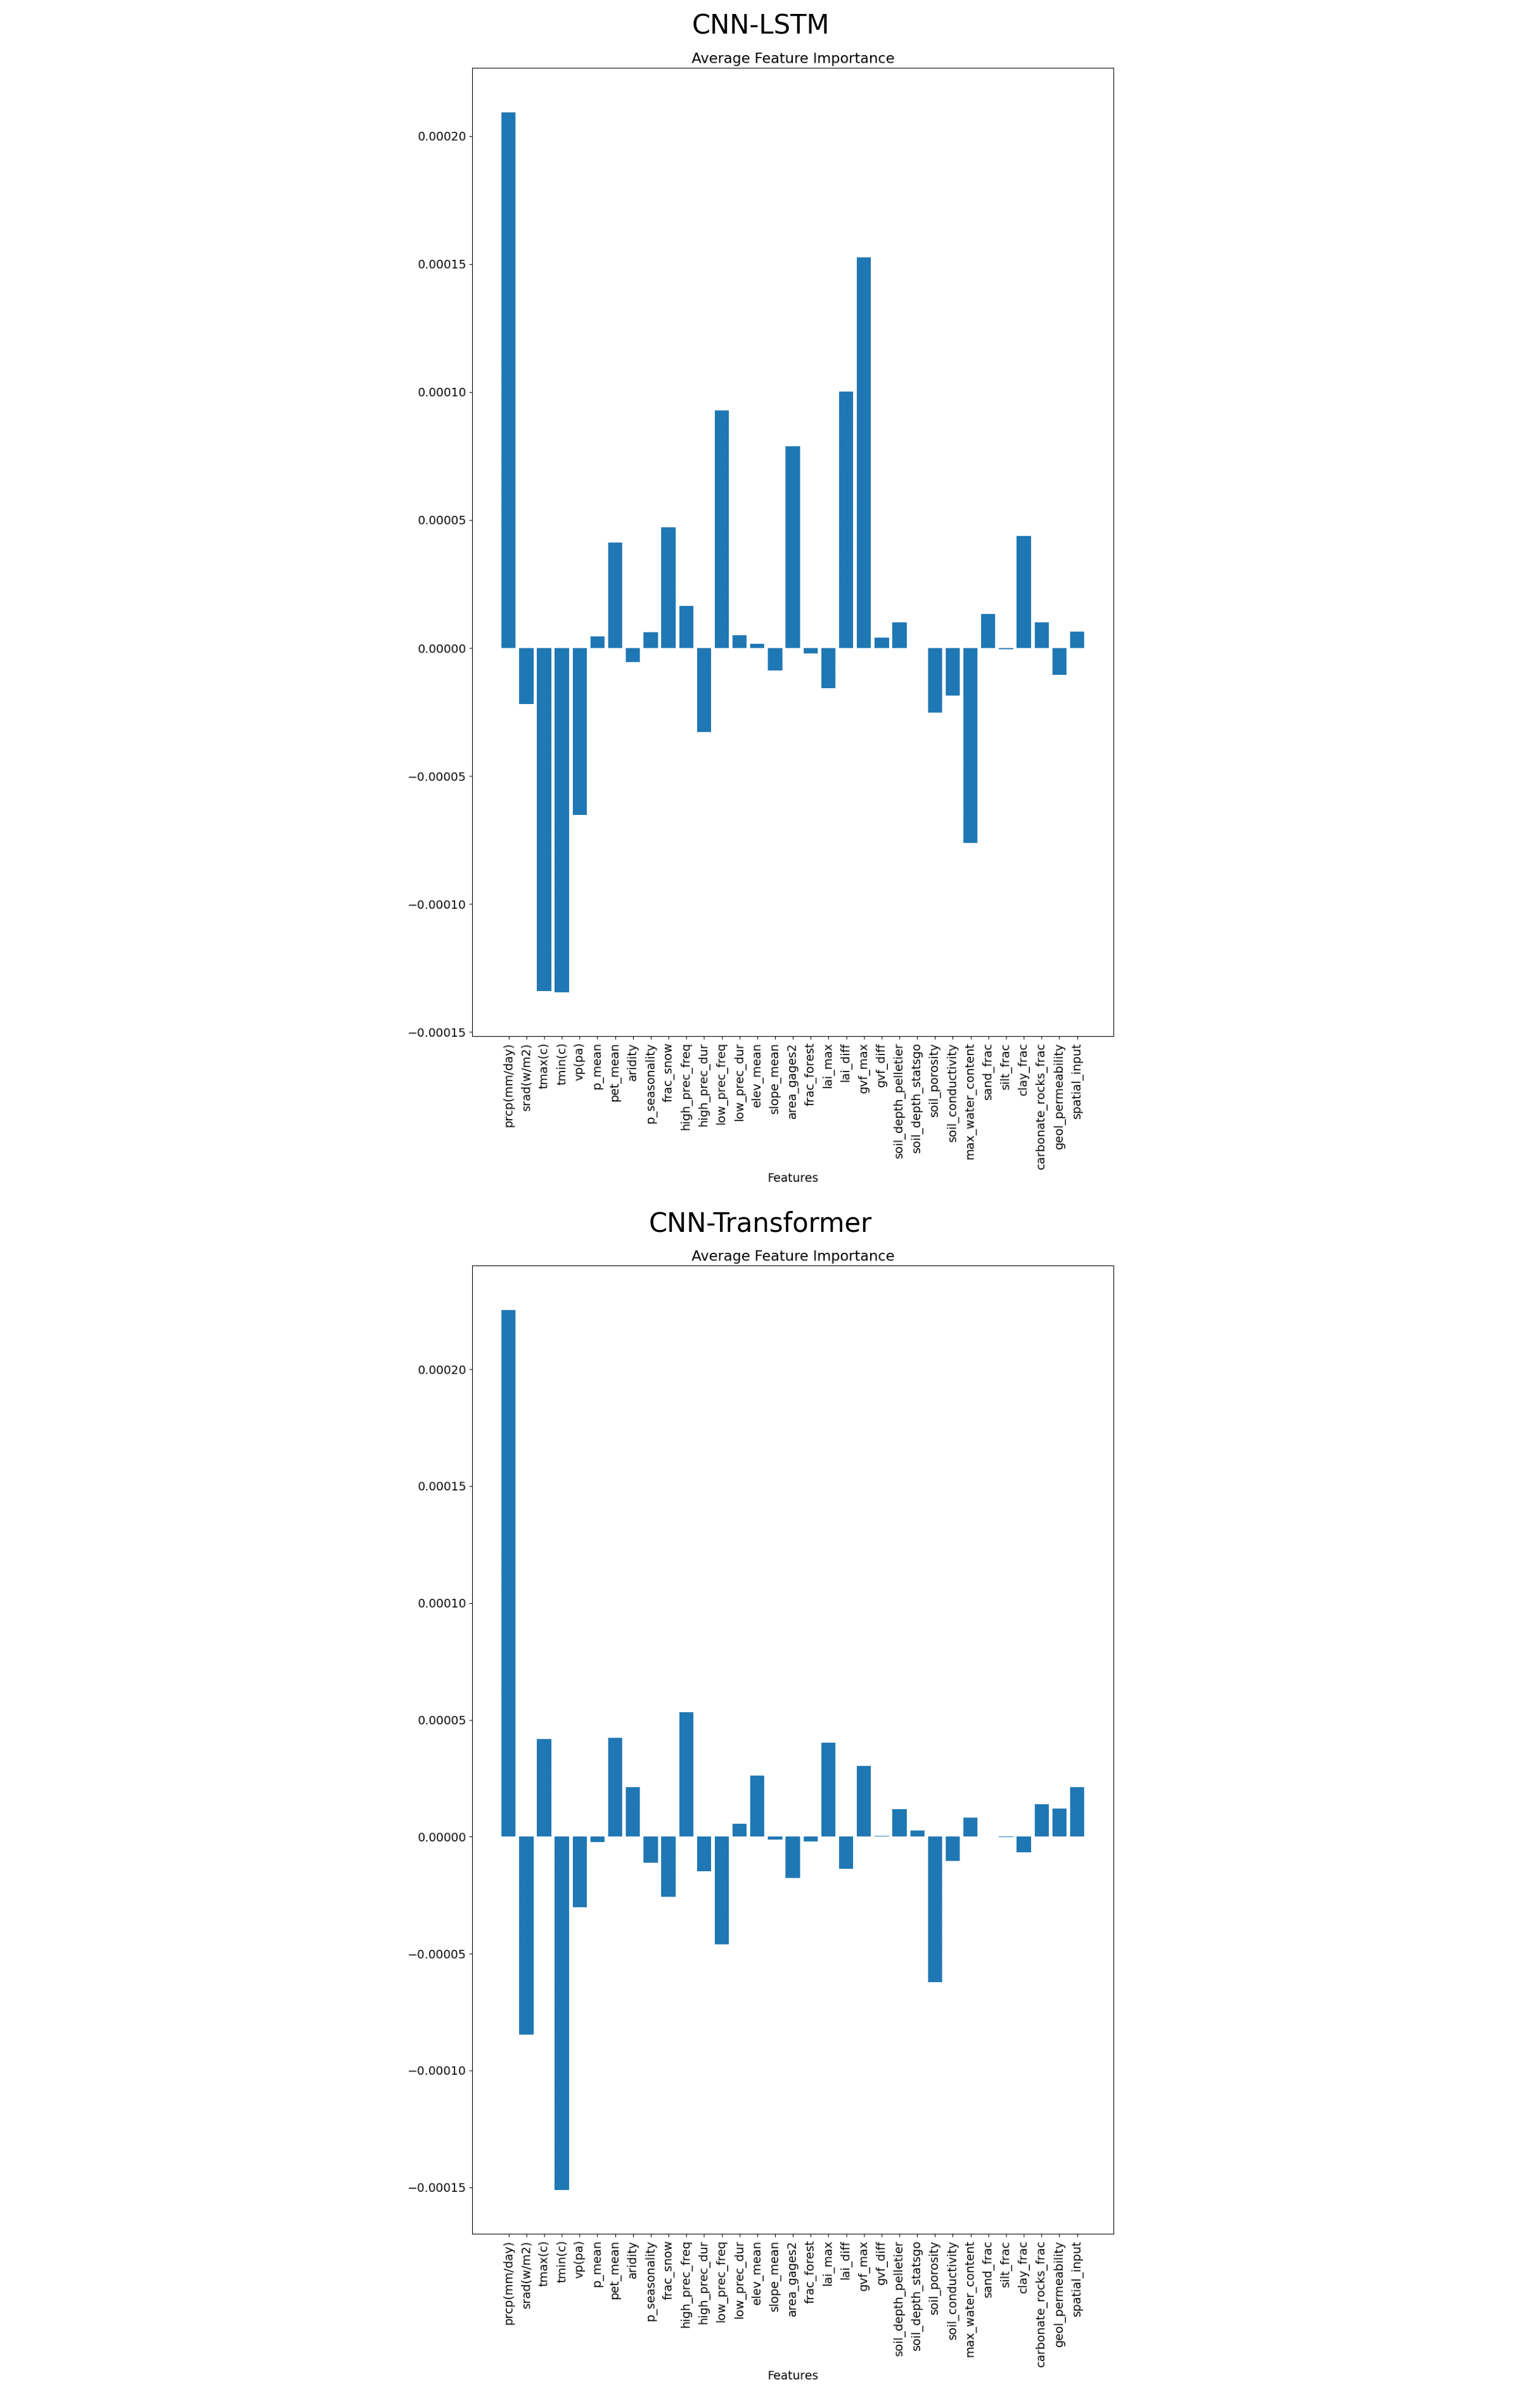 CNN-LSTM
Average Feature Importance
0.00020
0.00015
0.00010
0.00005
0.00000
−0.00005
−0.00010
−0.00015
prcp(mm/day)
srad(w/m2)
tmax(c)
tmin(c)
vp(pa)
p_mean
pet_mean
aridity
p_seasonality
frac_snow
high_prec_freq
high_prec_dur
low_prec_freq
low_prec_dur
elev_mean
slope_mean
area_gages2
frac_forest
lai_max
lai_diff
gvf_max
gvf_diff
soil_depth_pelletier
soil_depth_statsgo
soil_porosity
soil_conductivity
max_water_content
sand_frac
silt_frac
clay_frac
carbonate_rocks_frac
geol_permeability
spatial_input
Features
CNN-Transformer
Average Feature Importance
0.00020
0.00015
0.00010
0.00005
0.00000
−0.00005
−0.00010
−0.00015
prcp(mm/day)
srad(w/m2)
tmax(c)
tmin(c)
vp(pa)
p_mean
pet_mean
aridity
p_seasonality
frac_snow
high_prec_freq
high_prec_dur
low_prec_freq
low_prec_dur
elev_mean
slope_mean
area_gages2
frac_forest
lai_max
lai_diff
gvf_max
gvf_diff
soil_depth_pelletier
soil_depth_statsgo
soil_porosity
soil_conductivity
max_water_content
sand_frac
silt_frac
clay_frac
carbonate_rocks_frac
geol_permeability
spatial_input
Features